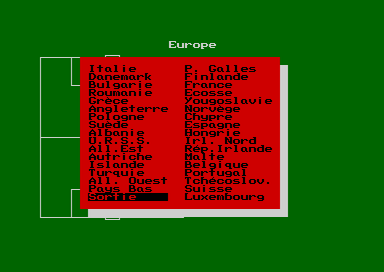 Europe
Italie
Danemark
Bulgarie
Roumanie
Grèce
Angleterre
Pologne
Suède
Albanie
U.R.S.S.
All.Est
Autriche
Islande
Turquie
All. Ouest
Pays Bas
Sortie
P. Galles
Finlande
France
Ecosse
Yougoslavie
Norvège
Chypre
Espagne
Hongrie
Irl. Nord
Rép.Irlande
Malte
Belgique
Portugal
Tchécoslov.
Suisse
Luxembourg